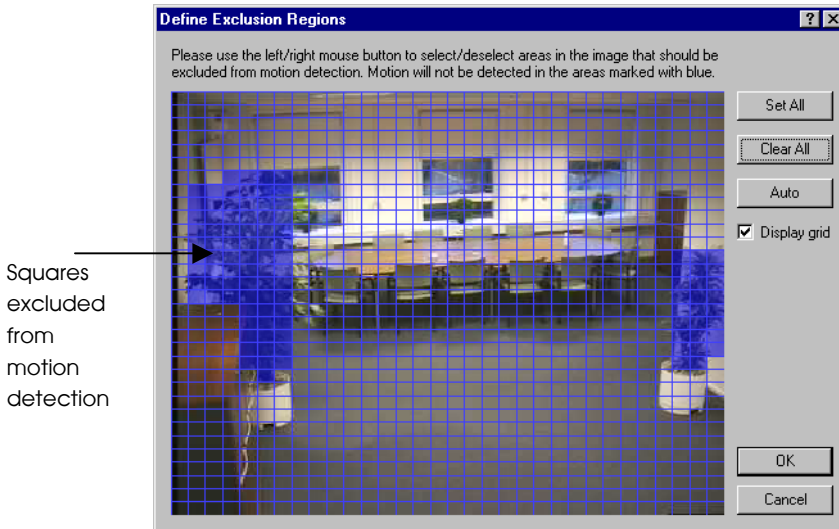 Define Exclusion Regions
Please use the left/right mouse button to select/deselect areas in the image that should be
excluded from motion detection. Motion will not be detected in the areas marked with blue.
Set All
Clear All
Auto
Display grid
Squares
excluded
from
motion
detection
OK
Cancel